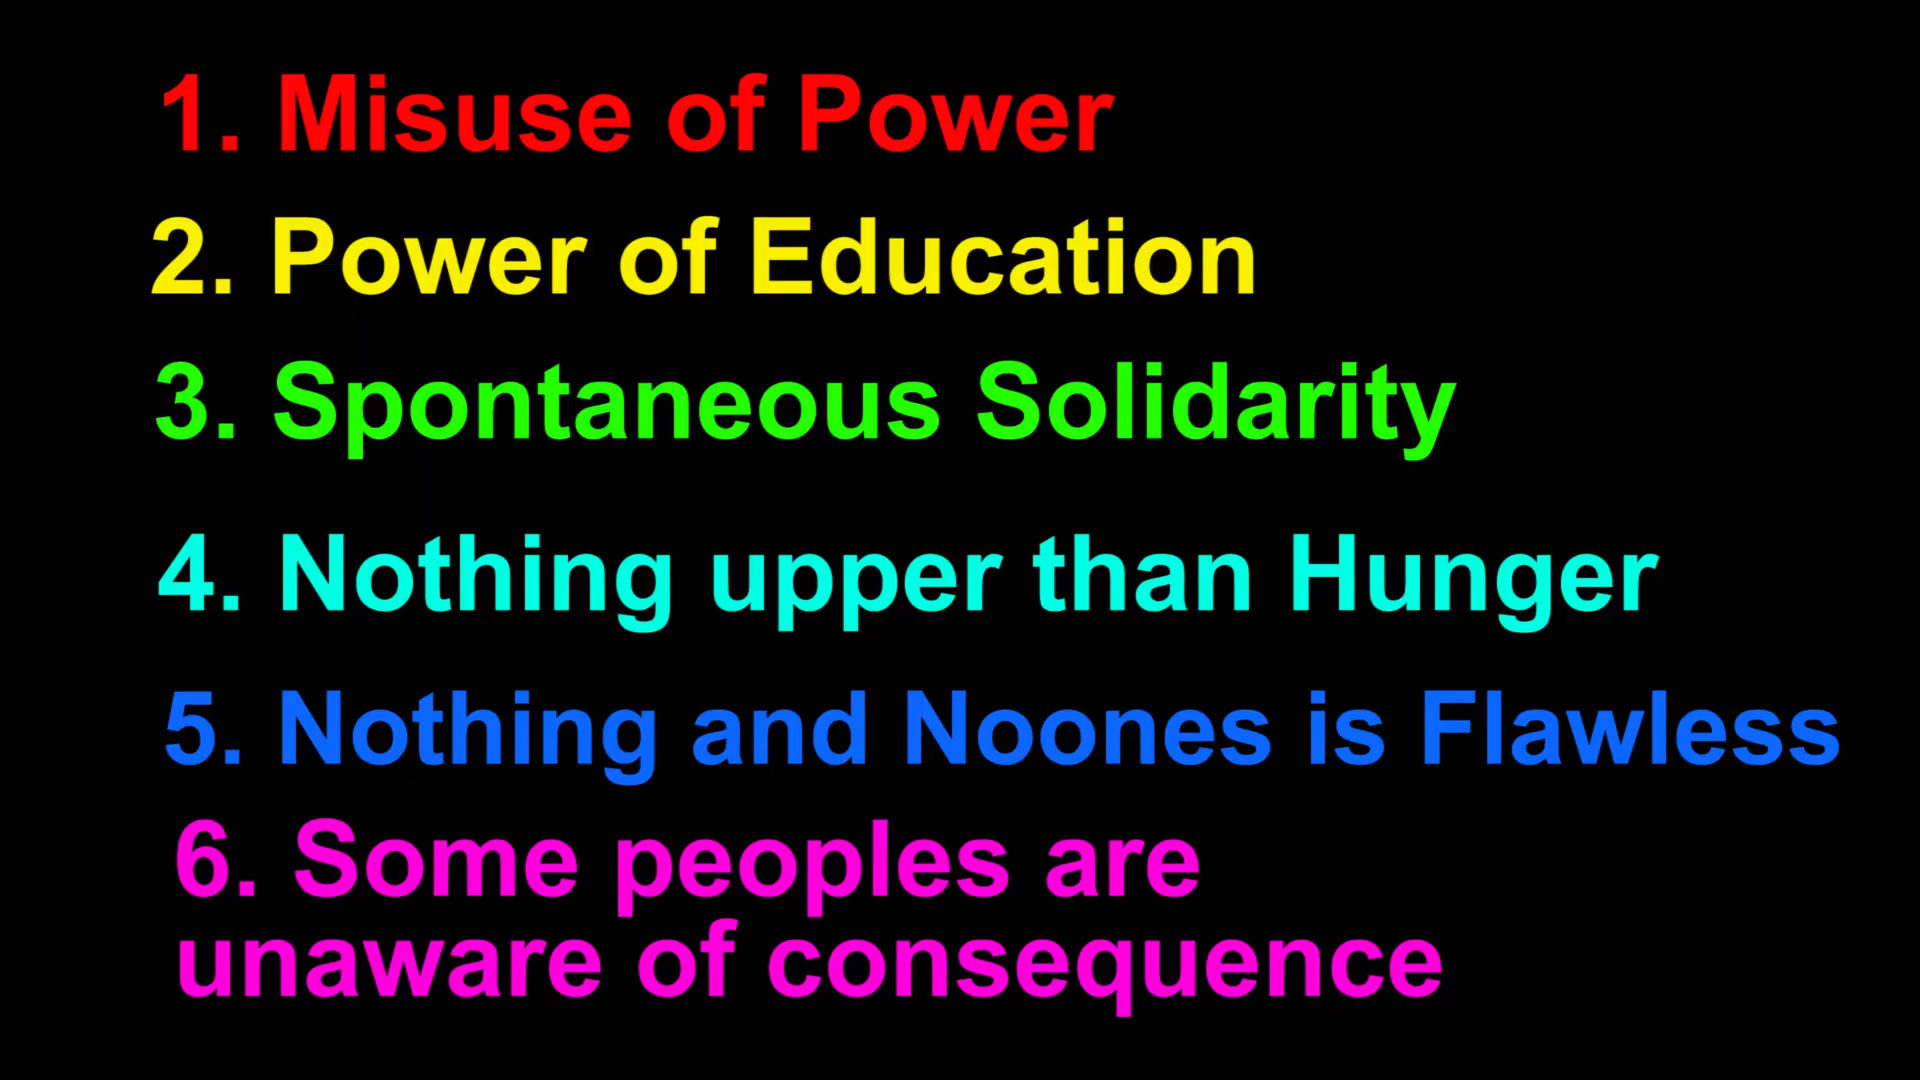 1. Misuse of Power
2. Power of Education
3. Spontaneous Solidarity
4. Nothing upper than Hunger
5. Nothing and Noones is Flawless
6. Some peoples are
unaware of consequence